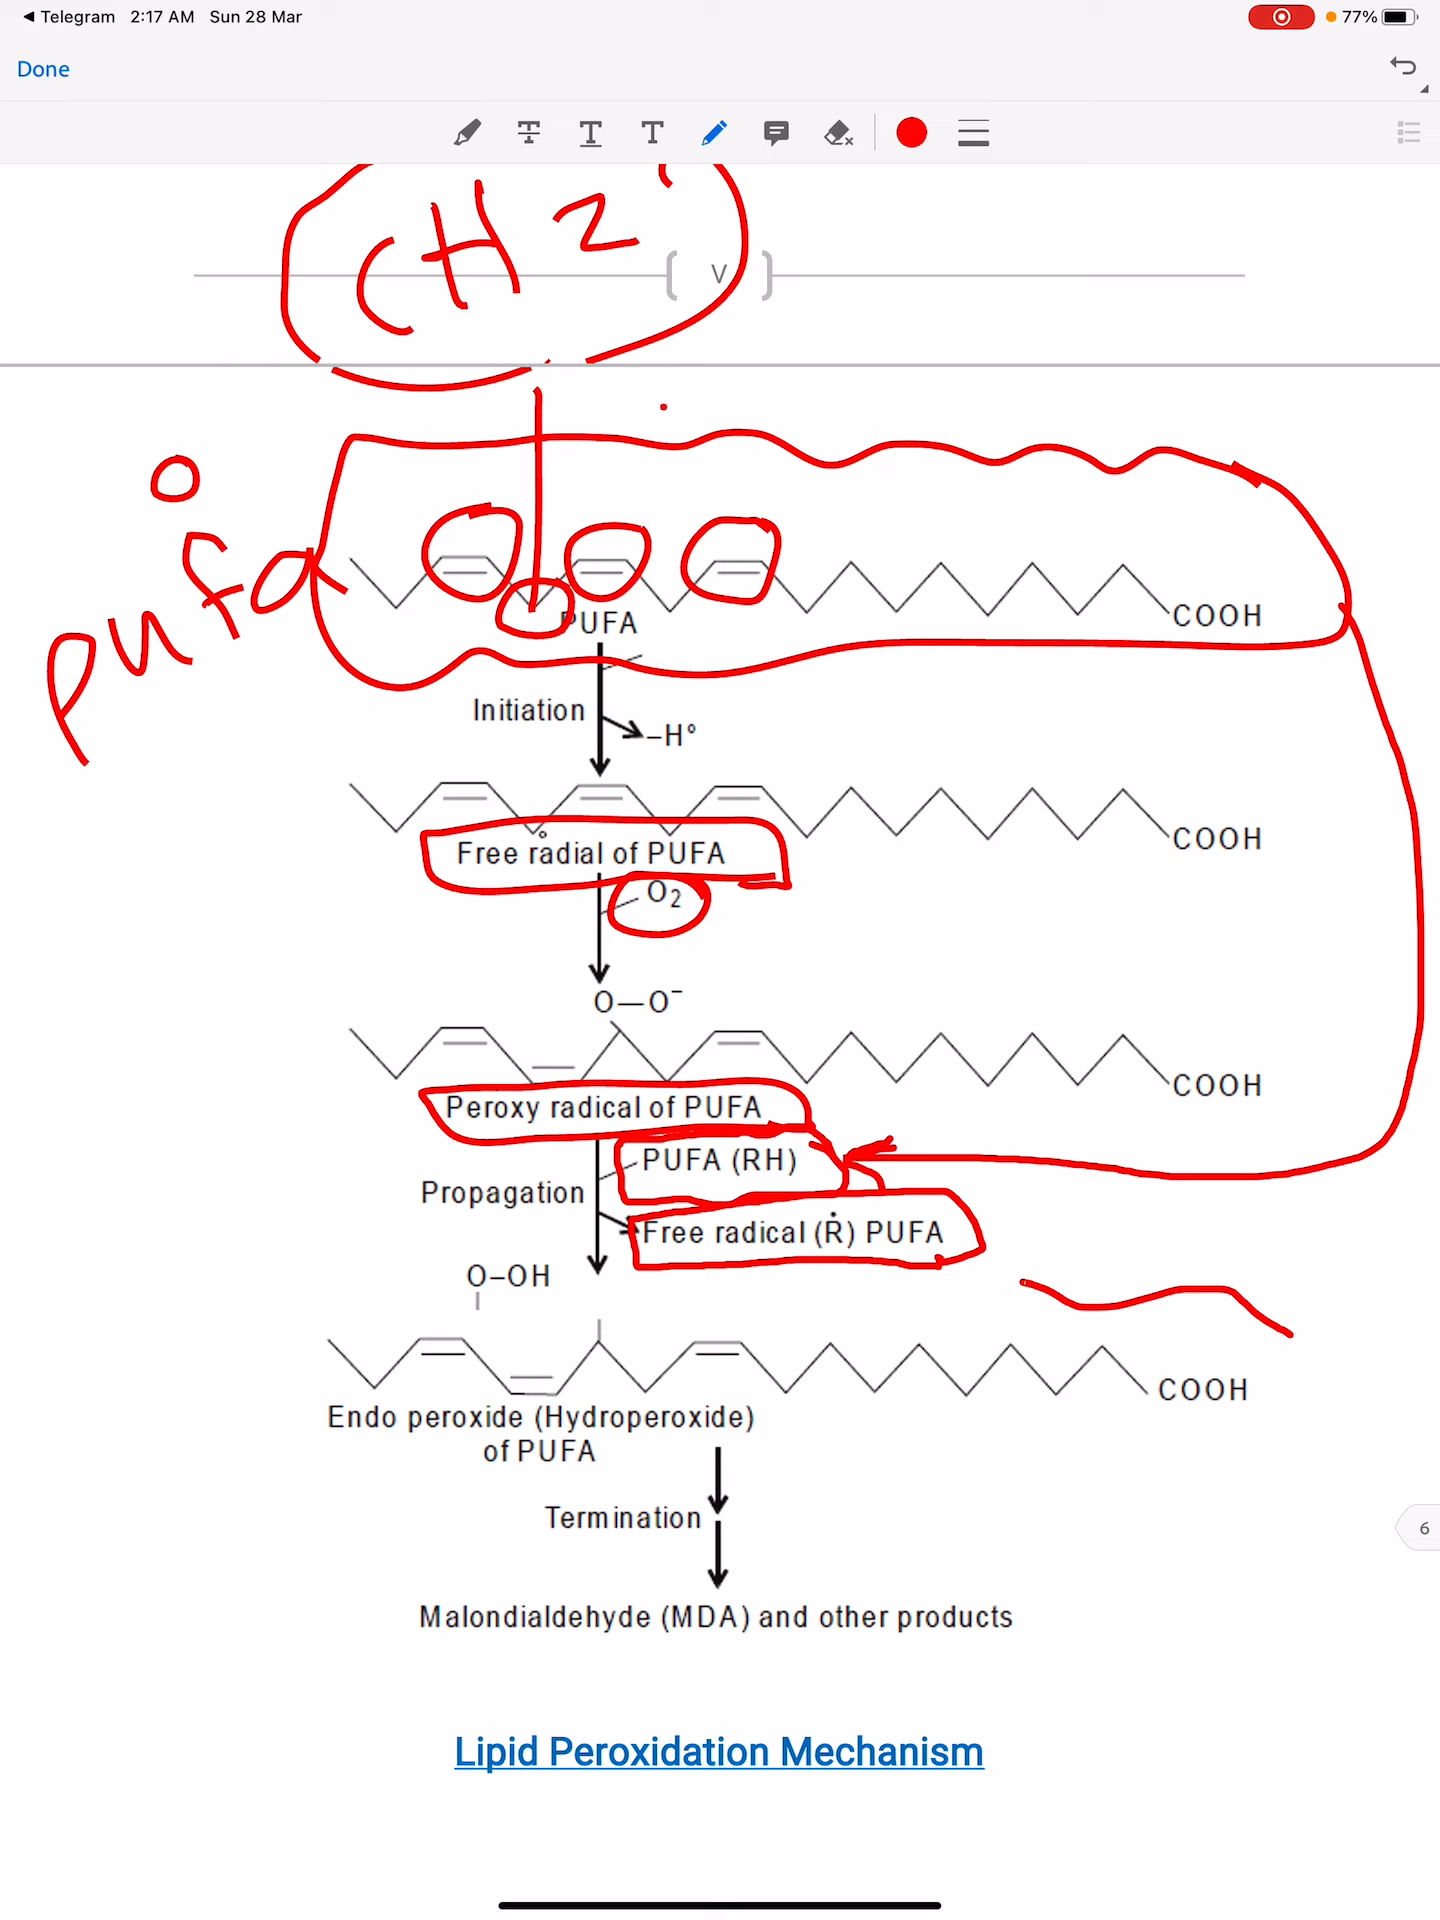 Telegram 2:17 AM Sun 28 Mar 77%
Done
T T T
CH2
V
pufa
COOH
PUFA
Initiation
–H°
COOH
Free radial of PUFA
O2
O—O–
COOH
Peroxy radical of PUFA
PUFA (RH)
Propagation
Free radical (Ṙ) PUFA
O–OH
COOH
Endo peroxide (Hydroperoxide)
of PUFA
Termination
6
Malondialdehyde (MDA) and other products
Lipid Peroxidation Mechanism